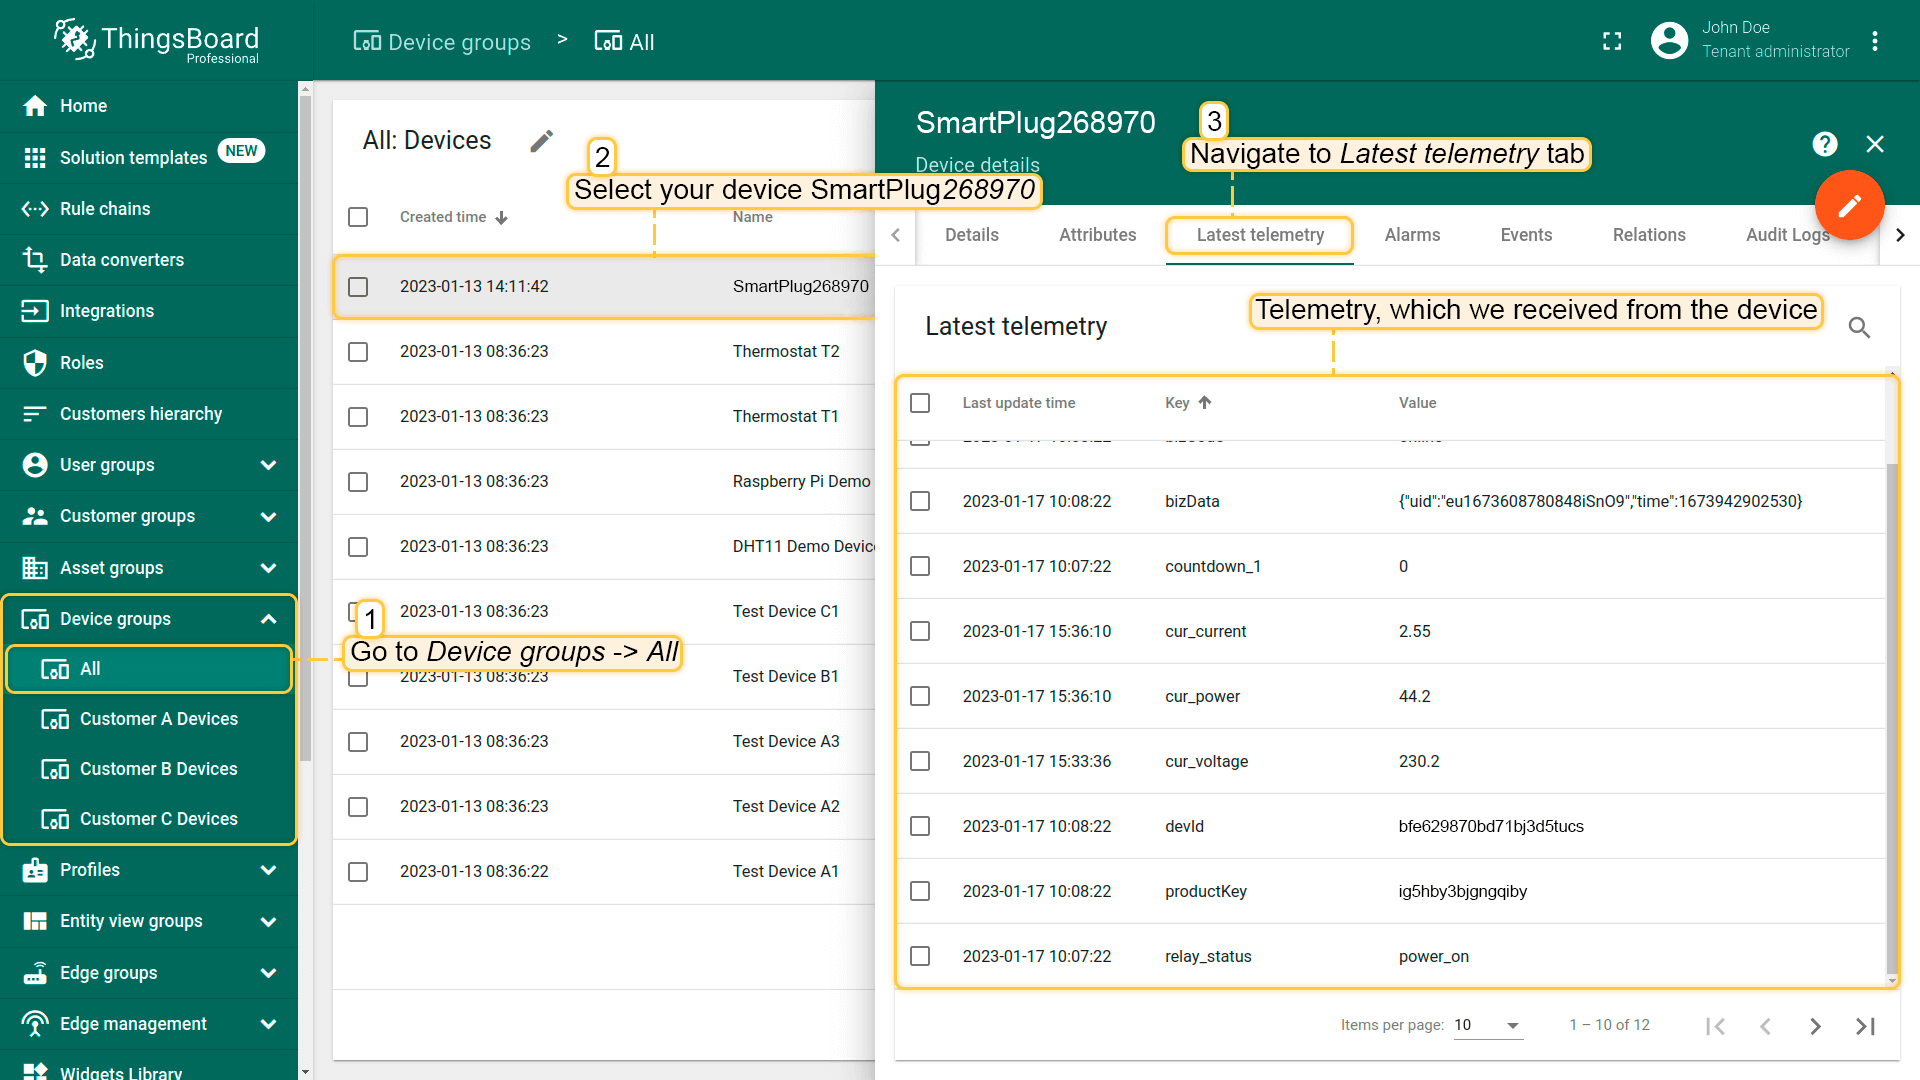 ThingsBoard
Professional
Device groups > All
John Doe
Tenant administrator
Home
Solution templates NEW
Rule chains
Data converters
Integrations
Roles
Customers hierarchy
User groups
Customer groups
Asset groups
Device groups
All
Customer A Devices
Customer B Devices
Customer C Devices
Profiles
Entity view groups
Edge groups
Edge management
Widgets Library
All: Devices
2
Select your device SmartPlug268970
Created time Name
2023-01-13 14:11:42 SmartPlug268970
2023-01-13 08:36:23 Thermostat T2
2023-01-13 08:36:23 Thermostat T1
2023-01-13 08:36:23 Raspberry Pi Demo
2023-01-13 08:36:23 DHT11 Demo Device
2023-01-13 08:36:23 Test Device C1
1
Go to Device groups -> All
2023-01-13 08:36:23 Test Device B1
2023-01-13 08:36:23 Test Device A3
2023-01-13 08:36:23 Test Device A2
2023-01-13 08:36:22 Test Device A1
SmartPlug268970
Device details
3
Navigate to Latest telemetry tab
Details Attributes Latest telemetry Alarms Events Relations Audit Logs
Latest telemetry
Telemetry, which we received from the device
Last update time Key Value
2023-01-17 10:08:22 bizData {"uid":"eu1673608780848iSnO9","time":1673942902530}
2023-01-17 10:07:22 countdown_1 0
2023-01-17 15:36:10 cur_current 2.55
2023-01-17 15:36:10 cur_power 44.2
2023-01-17 15:33:36 cur_voltage 230.2
2023-01-17 10:08:22 devId bfe629870bd71bj3d5tucs
2023-01-17 10:08:22 productKey ig5hby3bjgngqiby
2023-01-17 10:07:22 relay_status power_on
Items per page: 10 1 – 10 of 12